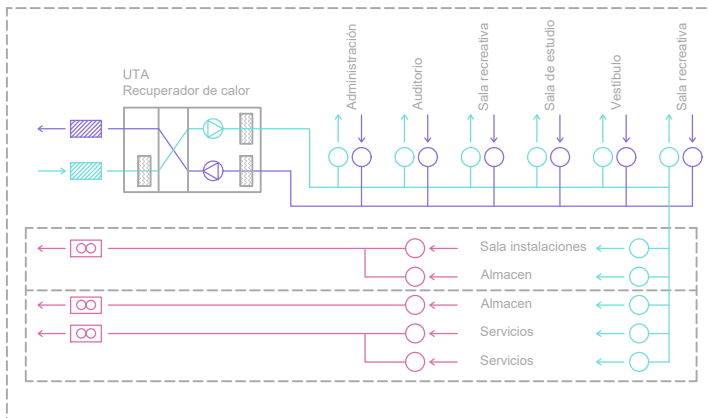 UTA
Recuperador de calor
Administración
Auditorio
Sala recreativa
Sala de estudio
Vestíbulo
Sala recreativa
Sala instalaciones
Almacen
Almacen
Servicios
Servicios